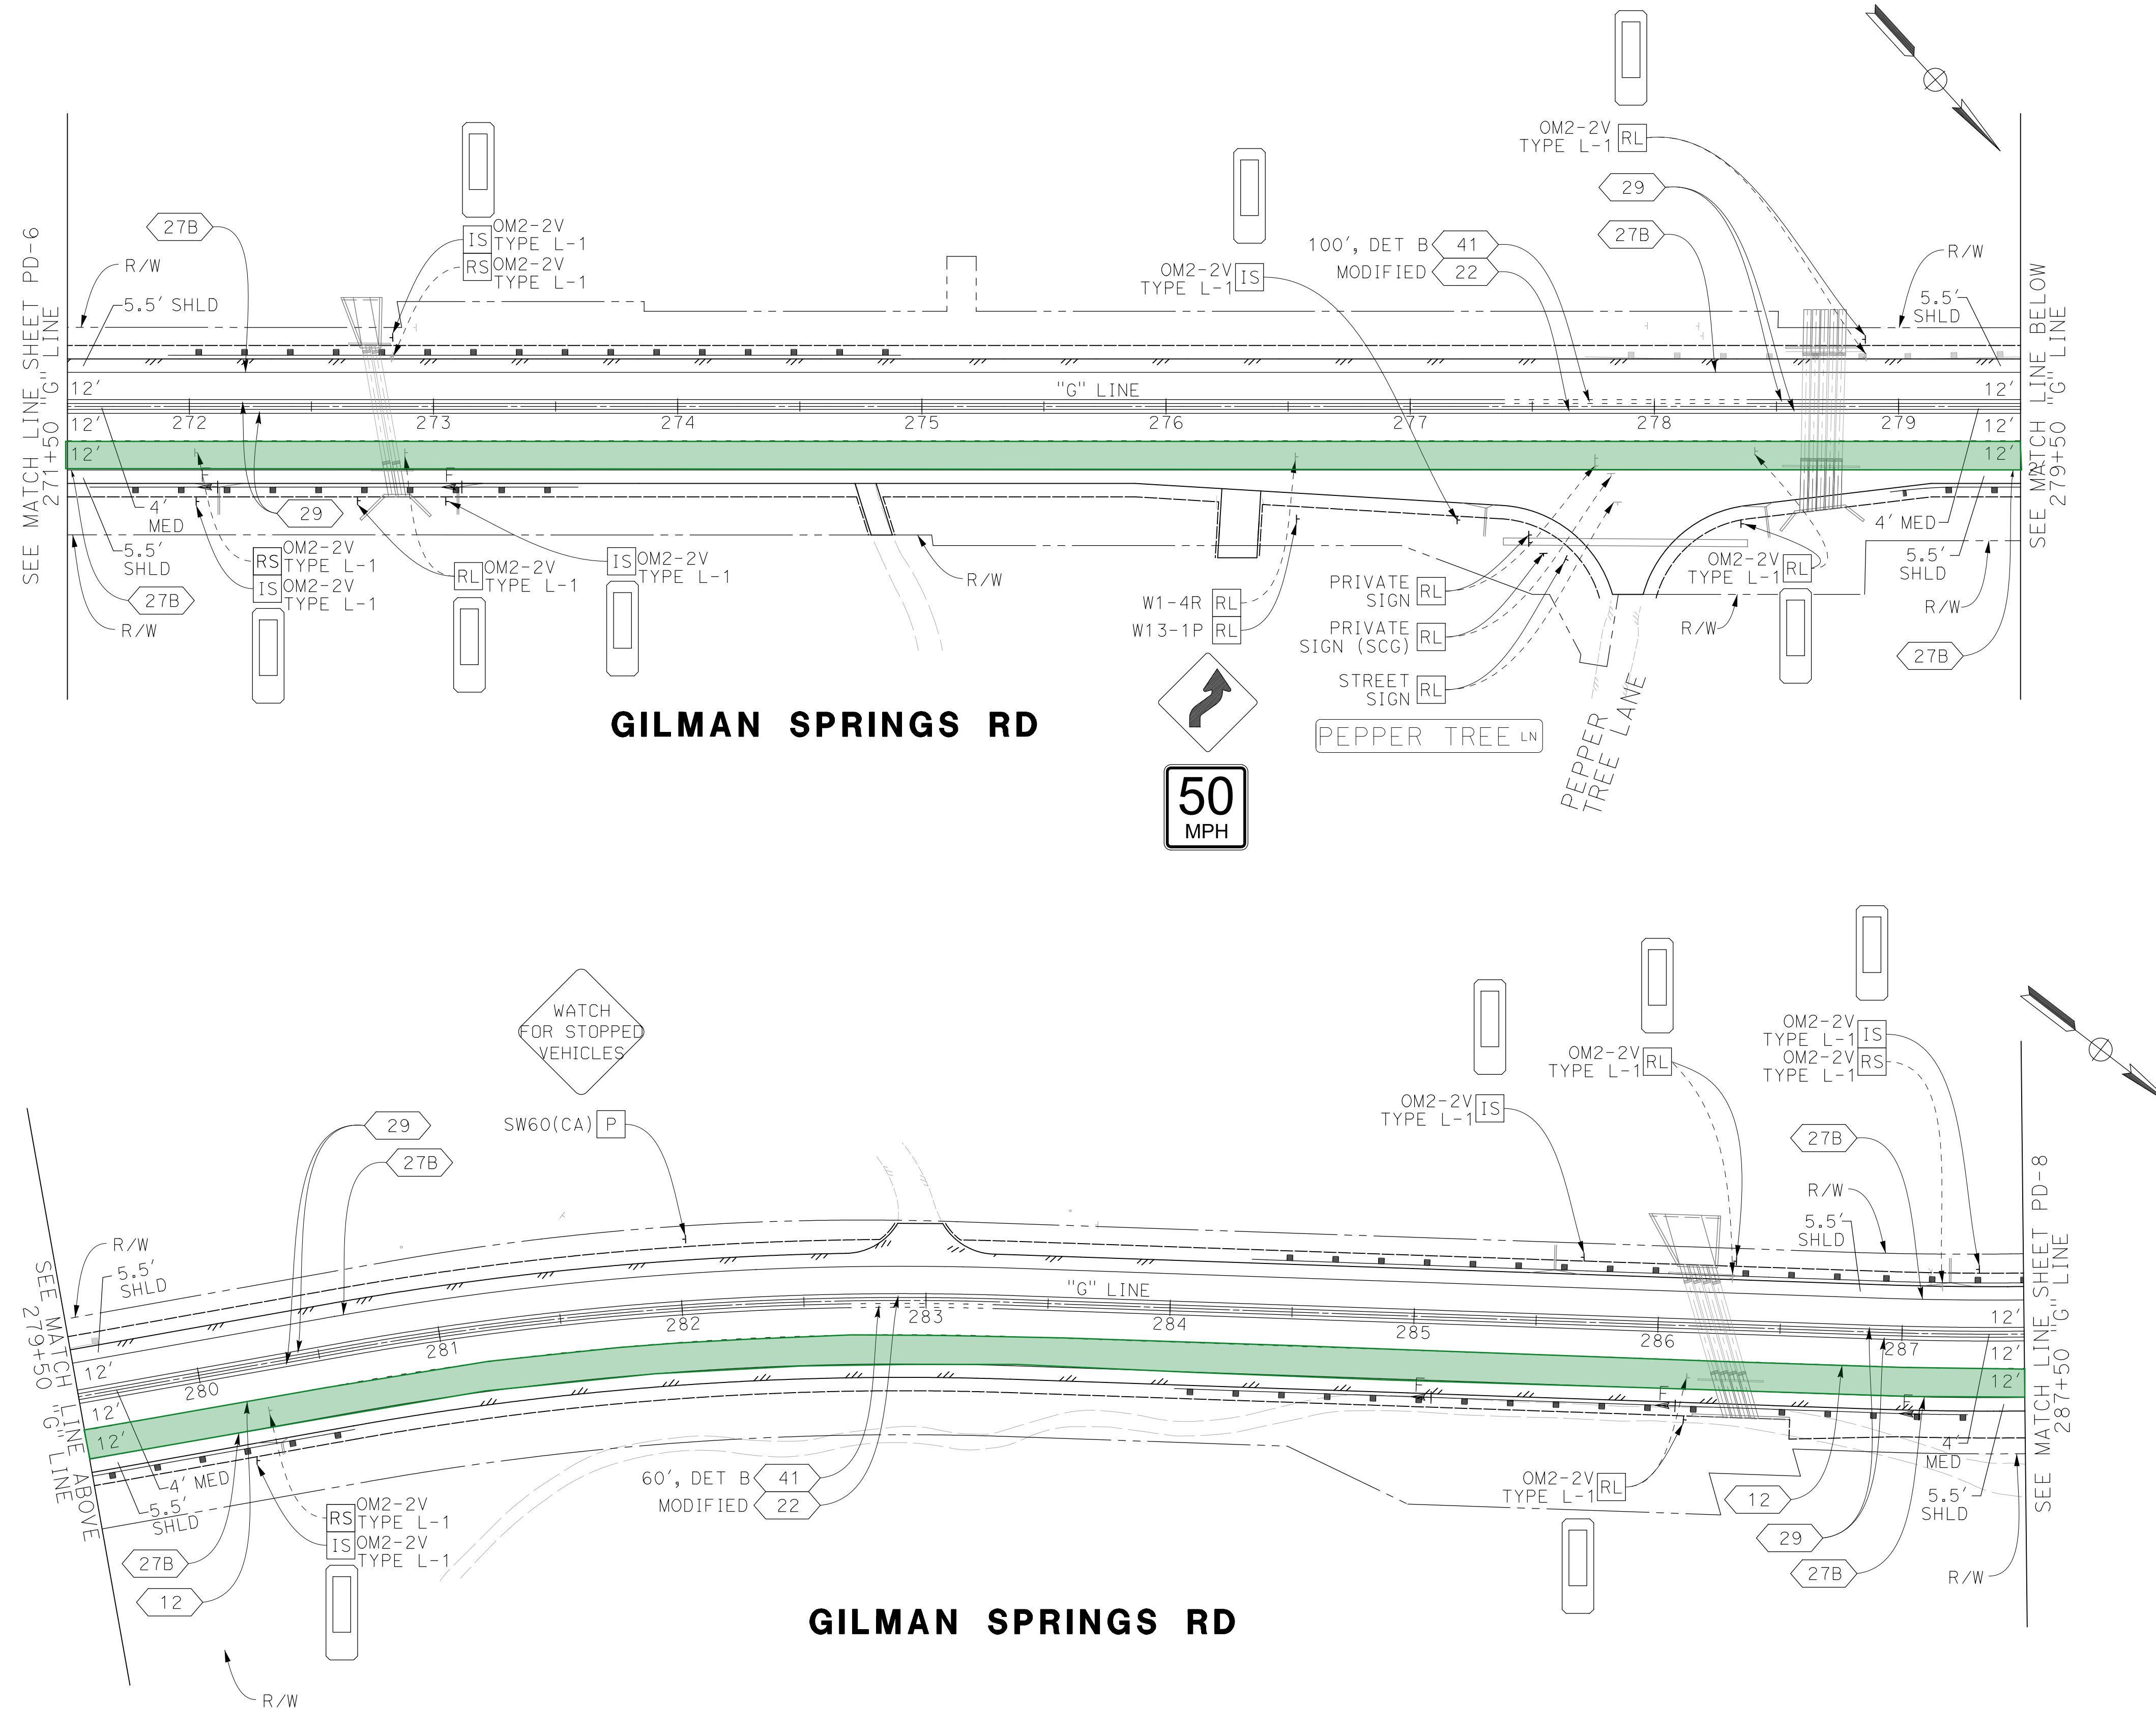 OM2-2V
TYPE L-1
RL
29
27B
27B
IS
OM2-2V
TYPE L-1
RS
OM2-2V
TYPE L-1
R/W
5.5' SHLD
OM2-2V
TYPE L-1
IS
100', DET B
41
MODIFIED
22
R/W
5.5'
SHLD
SEE MATCH LINE SHEET PD-6
271+50 "G" LINE
SEE MATCH LINE BELOW
279+50 "G" LINE
12'
"G" LINE
12'
12'
272
273
274
275
276
277
278
279
12'
12'
12'
12'
F
F
4'
MED
29
4' MED
5.5'
SHLD
RS
OM2-2V
TYPE L-1
IS
OM2-2V
TYPE L-1
RL
OM2-2V
TYPE L-1
IS
OM2-2V
TYPE L-1
R/W
OM2-2V
TYPE L-1
RL
5.5'
SHLD
27B
R/W
W1-4R
RL
W13-1P
RL
PRIVATE
SIGN
RL
PRIVATE
SIGN (SCG)
RL
STREET
SIGN
RL
R/W
R/W
27B
GILMAN SPRINGS RD
PEPPER TREE LN
PEPPER
TREE LANE
50
MPH
WATCH
FOR STOPPED
VEHICLES
SW60(CA)
P
29
27B
OM2-2V
TYPE L-1
IS
OM2-2V
TYPE L-1
RL
OM2-2V
TYPE L-1
IS
OM2-2V
TYPE L-1
RS
27B
R/W
5.5'
SHLD
R/W
5.5'
SHLD
SEE MATCH LINE ABOVE
279+50 "G" LINE
SEE MATCH LINE SHEET PD-8
287+50 "G" LINE
"G" LINE
12'
12'
12'
280
281
282
283
284
285
286
287
12'
12'
12'
F
F
F
4' MED
5.5'
SHLD
27B
12
RS
OM2-2V
TYPE L-1
IS
OM2-2V
TYPE L-1
60', DET B
41
MODIFIED
22
OM2-2V
TYPE L-1
RL
12
29
27B
4'
MED
5.5'
SHLD
R/W
R/W
GILMAN SPRINGS RD